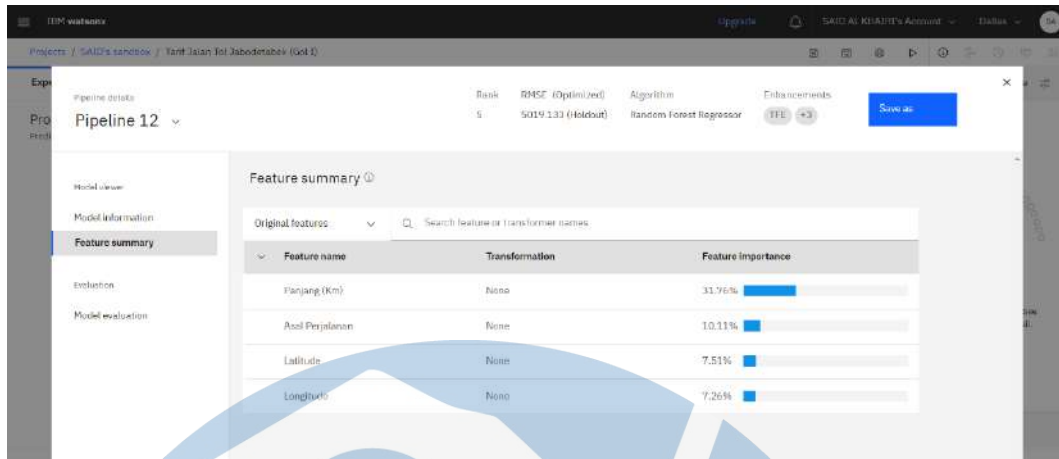 IBM watsonx
Upgrade
SAID AL KHAIRI's Account
Dallas
Projects / SAID's sandbox / Tarif Jalan Tol Jabodetabek (Gol I)
Pipeline details
Pipeline 12
Rank
5
RMSE (Optimized)
5019.133 (Holdout)
Algorithm
Random Forest Regressor
Enhancements
TFE +3
Save as
Model viewer
Model information
Feature summary
Evaluation
Model evaluation
Feature summary
Original features
Search feature or transformer names
Feature name Transformation Feature importance
Panjang (Km) None 31.76%
Asal Perjalanan None 10.11%
Latitude None 7.51%
Longitude None 7.26%